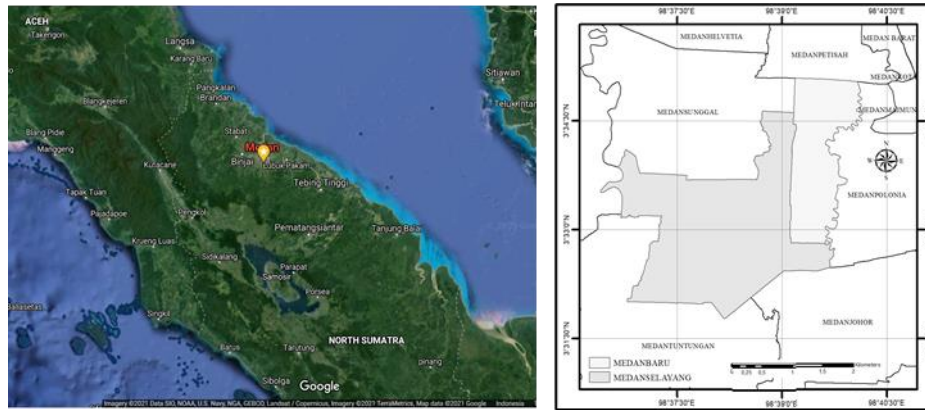 ACEH
Takengon
Langsa
Karang Baru
Pangkalan
Brandan
Blangkejeren
Blang Pidie
Manggeng
Stabat
Medan
Binjai
Lubuk Pakam
Kutacane
Tebing Tinggi
Tapak Tuan
Pajadapoe
Pengkol
Pematangsiantar
Tanjung Balai
Krueng Luas
Sidikalang
Parapat
Samosir
Porsea
Singkil
NORTH SUMATRA
Barus
Tarutung
Sibolga
Sitiawan
Teluk Intan
pinang
Google
Imagery ©2021 Data SIO, NOAA, U.S. Navy, NGA, GEBCO, Landsat / Copernicus, Imagery ©2021 TerraMetrics, Map data ©2021 Google
Indonesia
98°37'30"E
98°39'0"E
98°40'30"E
MEDANHELVETIA
MEDANPETISAH
MEDAN BARAT
MEDANSUNGGAL
MEDANMAIMUN
3°34'30"N
N
W
E
S
MEDANPOLONIA
3°33'0"N
MEDANJOHOR
3°31'30"N
MEDANTUNTUNGAN
MEDANBARU
MEDANSELAYANG
0 0,25 0,5 1 1,5 2
Kilometers
98°37'30"E
98°39'0"E
98°40'30"E